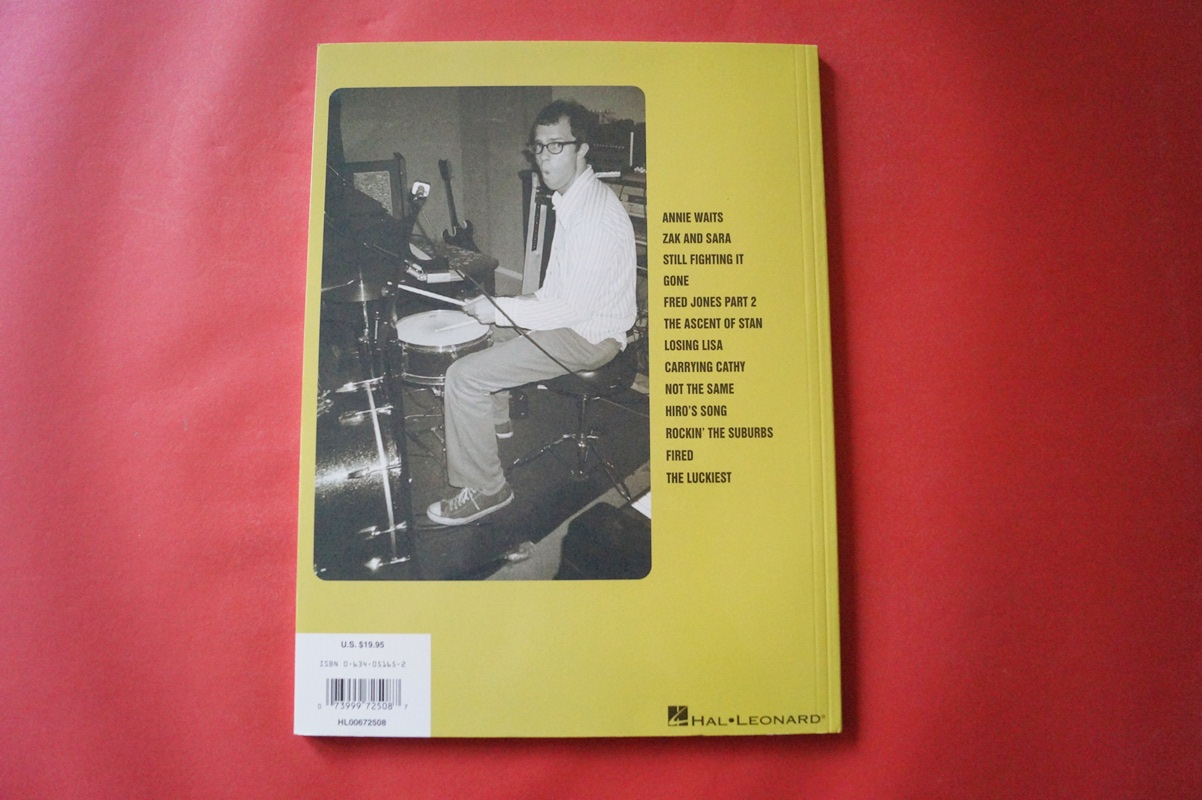 ANNIE WAITS
ZAK AND SARA
STILL FIGHTING IT
GONE
FRED JONES PART 2
THE ASCENT OF STAN
LOSING LISA
CARRYING CATHY
NOT THE SAME
HIRO'S SONG
ROCKIN' THE SUBURBS
FIRED
THE LUCKIEST
U.S. $19.95
ISBN 0-634-05165-2
0 73999 72508 7
HL00672508
HAL•LEONARD®